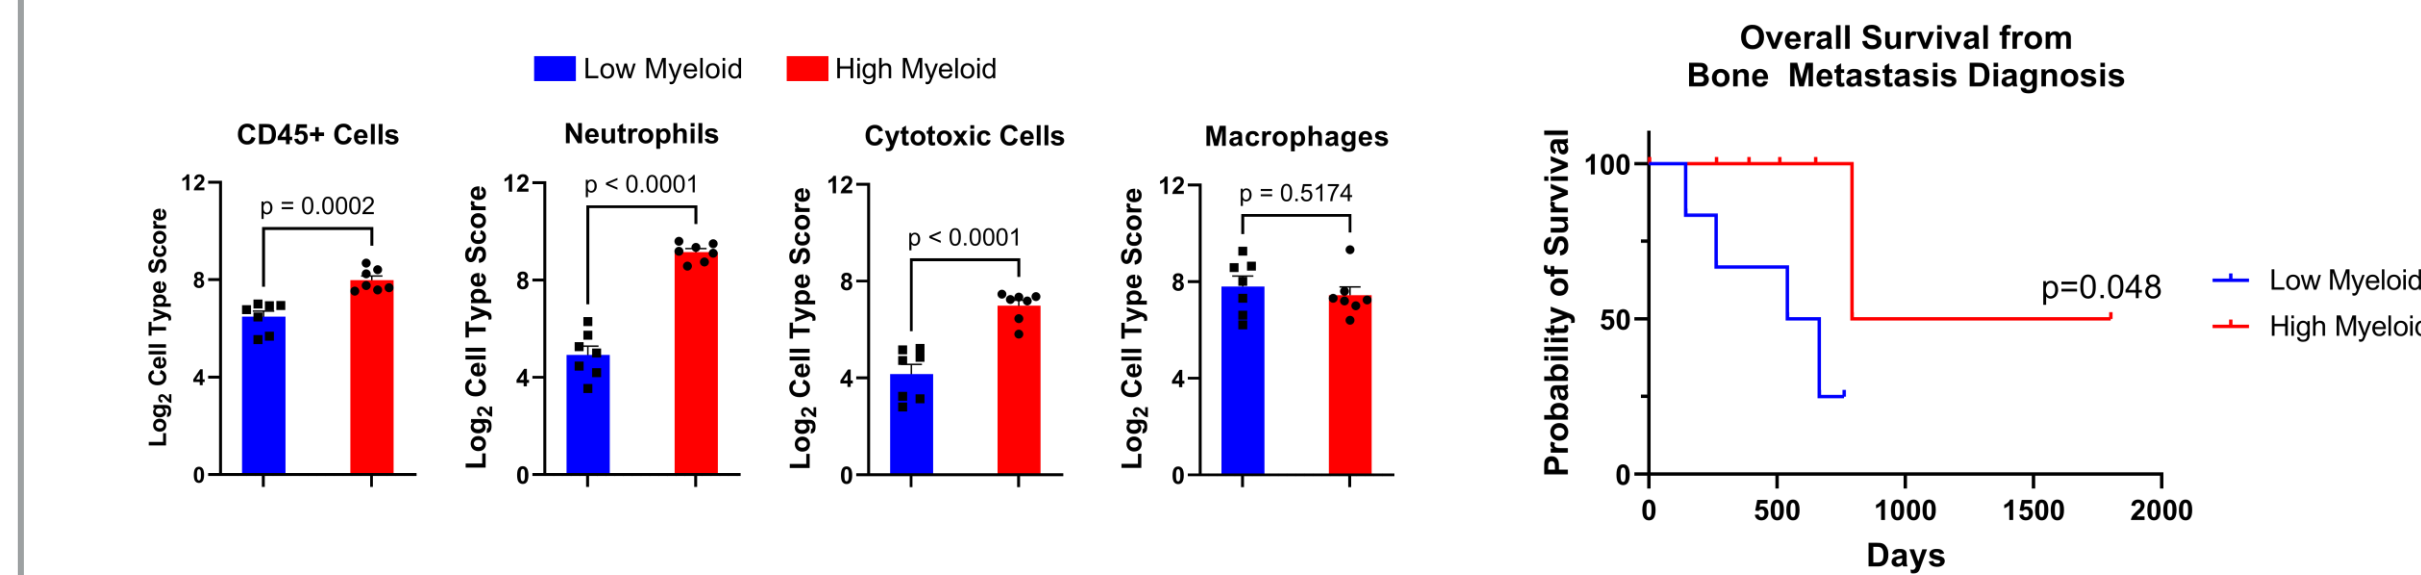 Low Myeloid
High Myeloid
CD45+ Cells
Log2 Cell Type Score
12
8
4
0
p = 0.0002
Neutrophils
Log2 Cell Type Score
12
8
4
0
p < 0.0001
Cytotoxic Cells
Log2 Cell Type Score
12
8
4
0
p < 0.0001
Macrophages
Log2 Cell Type Score
12
8
4
0
p = 0.5174
Overall Survival from
Bone Metastasis Diagnosis
Probability of Survival
100
50
0
0 500 1000 1500 2000
Days
p=0.048
Low Myeloid
High Myeloid